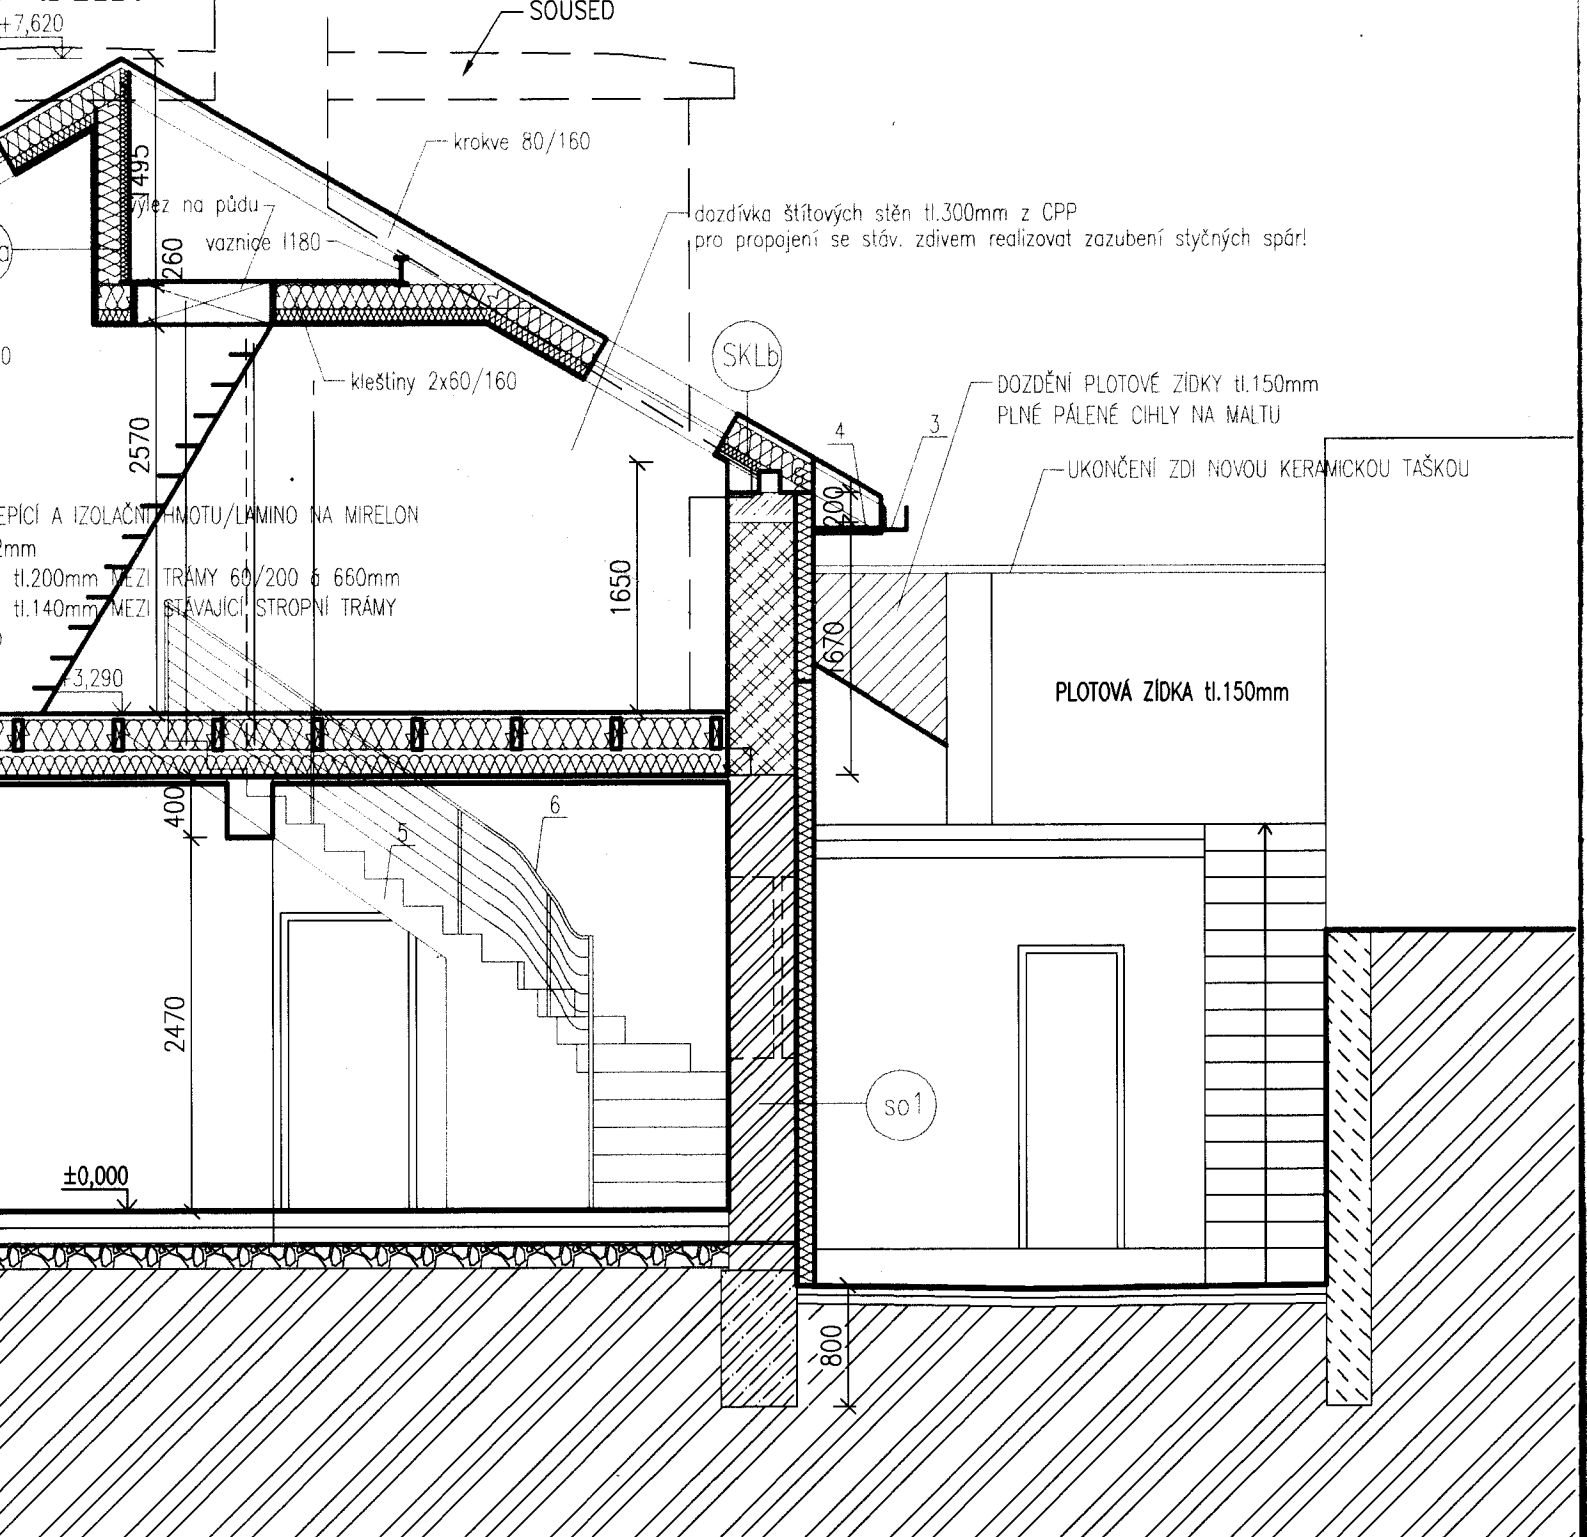 SOUSED
+7,620
krokve 80/160
1495
výlez na půdu
vaznice I180
260
dozdívka štítových stěn tl.300mm z CPP
pro propojení se stáv. zdivem realizovat zazubení styčných spár!
a
0
SKLb
kleštiny 2x60/160
DOZDĚNÍ PLOTOVÉ ZÍDKY tl.150mm
PLNÉ PÁLENÉ CIHLY NA MALTU
4
3
UKONČENÍ ZDI NOVOU KERAMICKOU TAŠKOU
2570
200
EPÍCÍ A IZOLAČNÍ HMOTU/LAMINO NA MIRELON
2mm
tl.200mm MEZI TRÁMY 60/200 á 660mm
tl.140mm MEZI STÁVAJÍCÍ STROPNÍ TRÁMY
1650
1670
+3,290
PLOTOVÁ ZÍDKA tl.150mm
400
5
6
2470
so1
±0,000
800